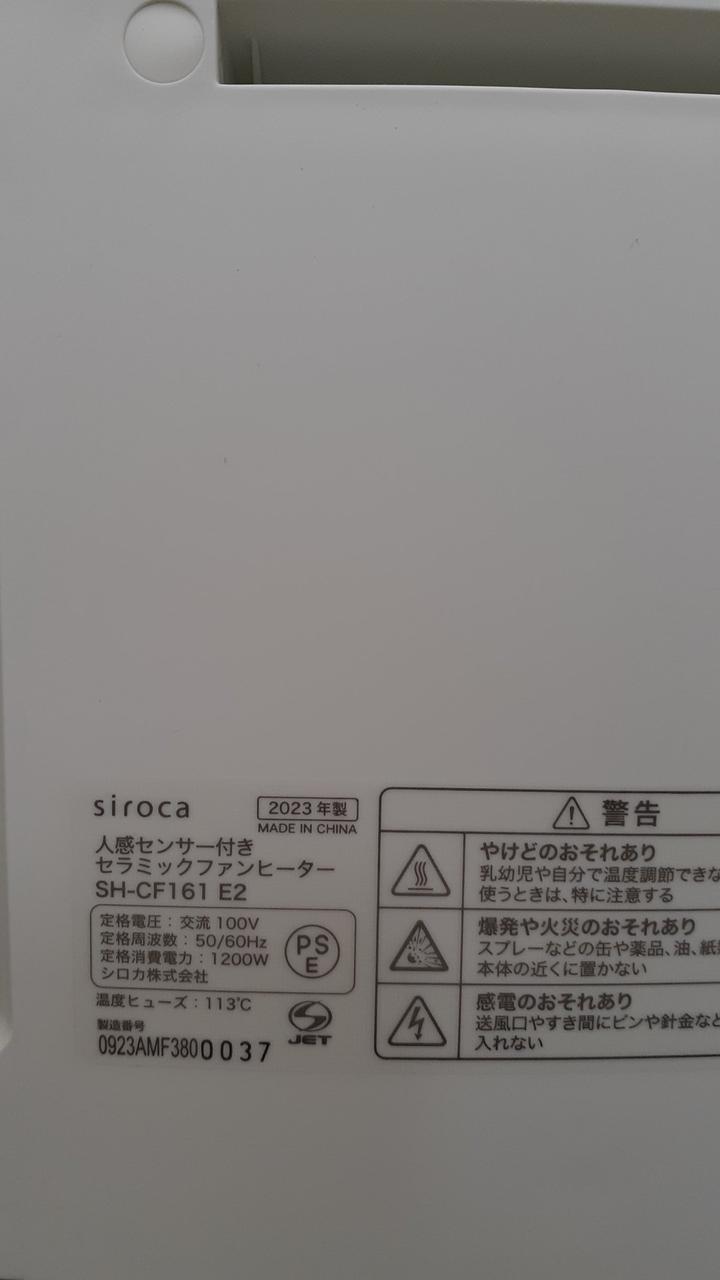 siroca
2023年製
MADE IN CHINA
人感センサー付き
セラミックファンヒーター
SH-CF161 E2
定格電圧：交流 100V
定格周波数：50/60Hz
定格消費電力：1200W
シロカ株式会社
PS
E
温度ヒューズ：113℃
製造番号
0923AMF3800037
JET
警告
やけどのおそれあり
乳幼児や自分で温度調節できな
使うときは、特に注意する
爆発や火災のおそれあり
スプレーなどの缶や薬品、油、紙
本体の近くに置かない
感電のおそれあり
送風口やすき間にピンや針金など
入れない